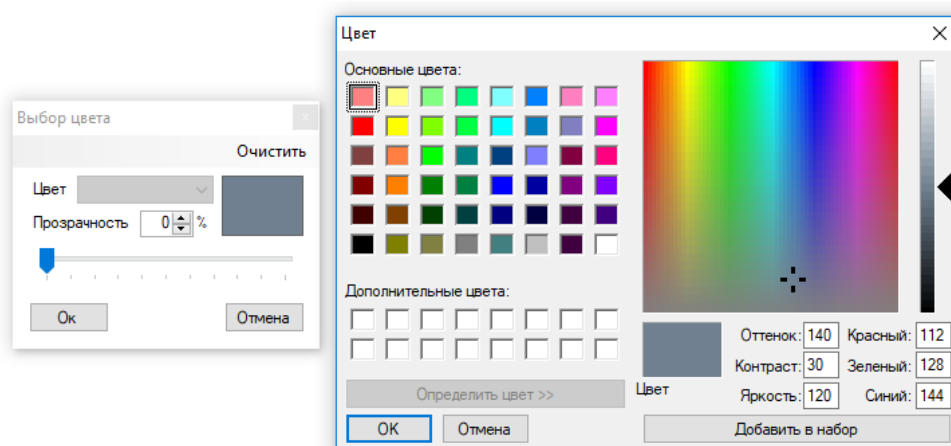 Выбор цвета
Очистить
Цвет
Прозрачность 0 %
Ок Отмена
Цвет
Основные цвета:
Дополнительные цвета:
Определить цвет >>
OK Отмена
Цвет
Оттенок: 140 Красный: 112
Контраст: 30 Зеленый: 128
Яркость: 120 Синий: 144
Добавить в набор